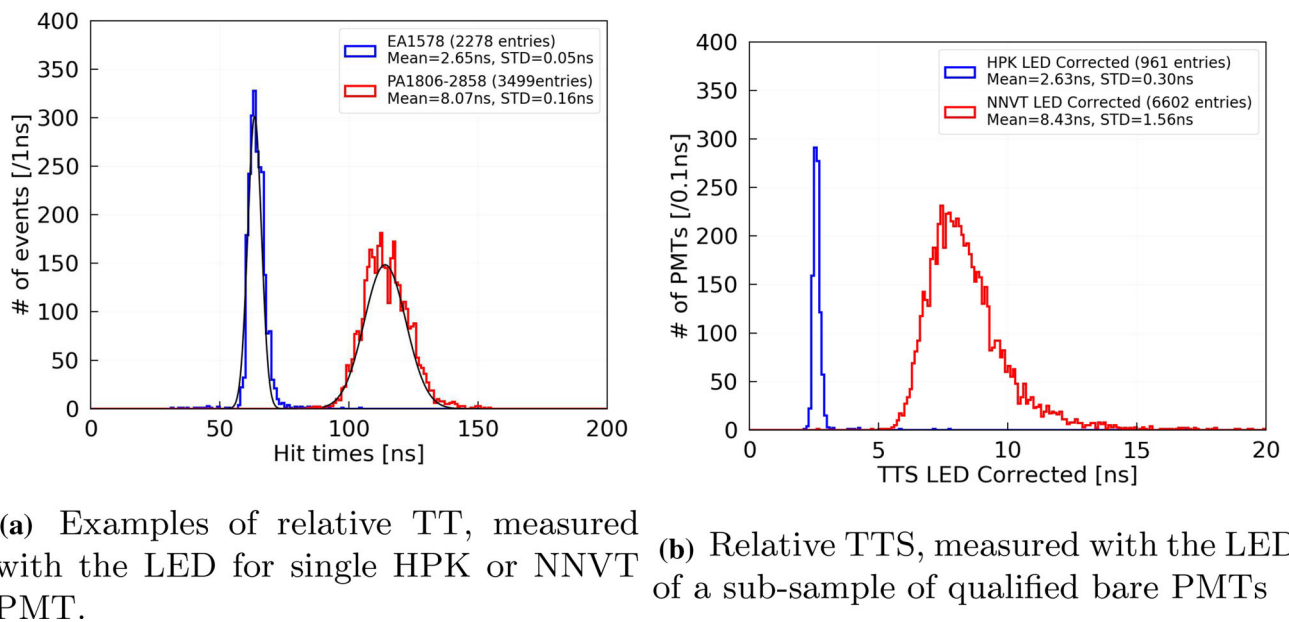 400
350
300
250
200
150
100
50
0
# of events [/1ns]
EA1578 (2278 entries)
Mean=2.65ns, STD=0.05ns
PA1806-2858 (3499entries)
Mean=8.07ns, STD=0.16ns
0 50 100 150 200
Hit times [ns]
(a) Examples of relative TT, measured
with the LED for single HPK or NNVT
PMT.
400
350
300
250
200
150
100
50
0
# of PMTs [/0.1ns]
HPK LED Corrected (961 entries)
Mean=2.63ns, STD=0.30ns
NNVT LED Corrected (6602 entries)
Mean=8.43ns, STD=1.56ns
0 5 10 15 20
TTS LED Corrected [ns]
(b) Relative TTS, measured with the LED
of a sub-sample of qualified bare PMTs